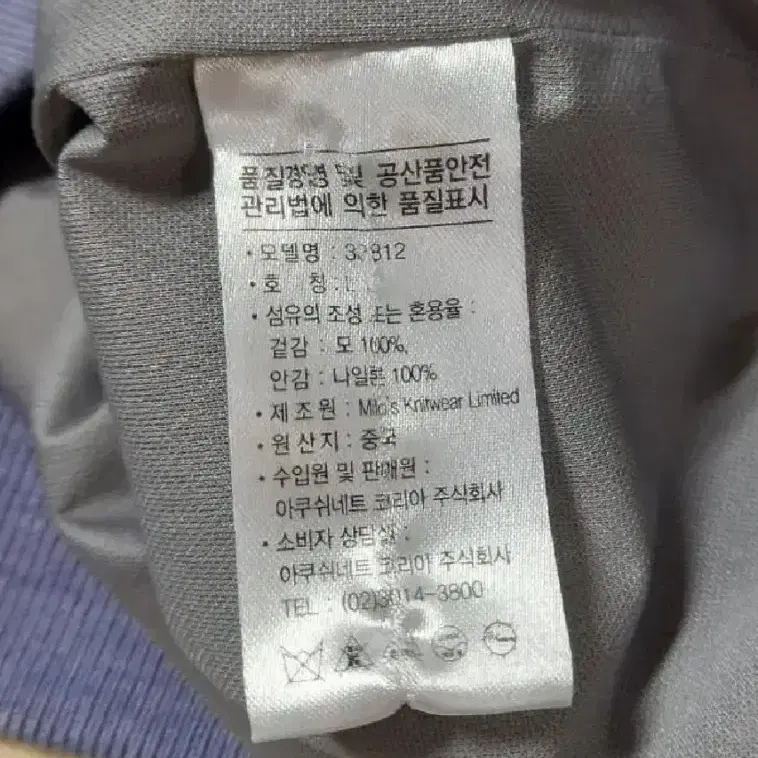 품질경영 및 공산품안전
관리법에 의한 품질표시
• 모델명 : 
• 호 칭 : L
• 섬유의 조성 또는 혼용율 :
겉감 : 모 100%,
안감 : 나일론 100%
• 제 조 원 : Milo's Knitwear Limited
• 원 산 지 : 중국
• 수입원 및 판매원 :
아쿠쉬네트 코리아 주식회사
• 소비자 상담실 :
아쿠쉬네트 코리아 주식회사
TEL : (02)3014-3800